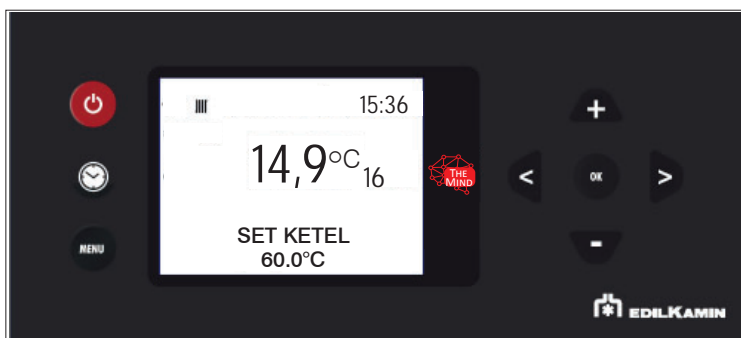 15:36
14,9°C 16
THE
MIND
SET KETEL
60.0°C
MENU
+
<
OK
>
-
EDILKAMIN